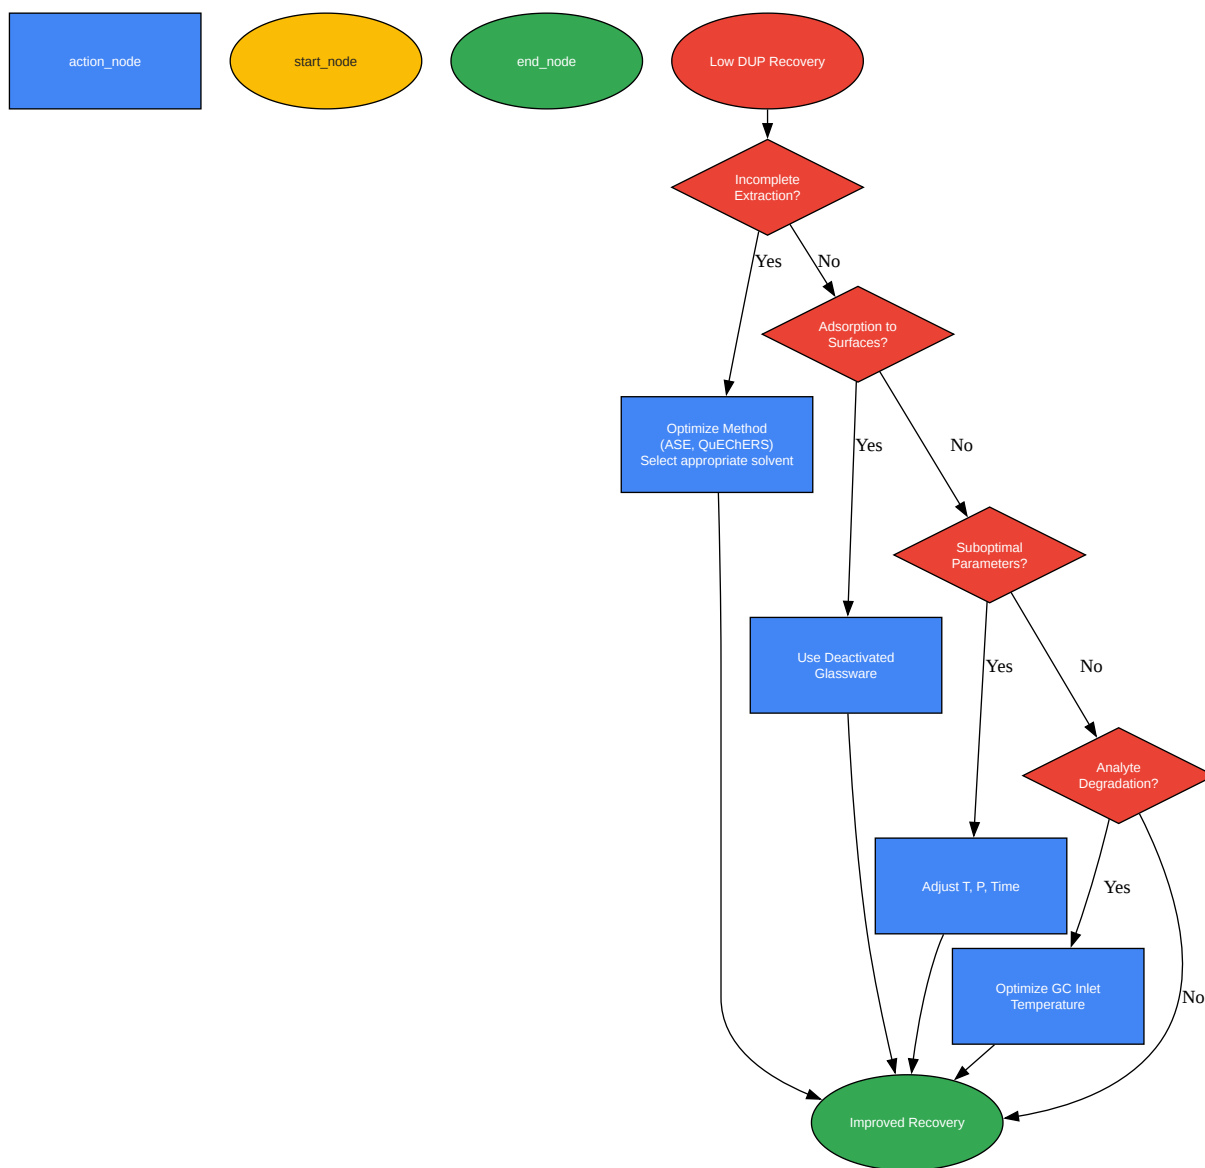 action_node
start_node
end_node
Low DUP Recovery
Incomplete
Extraction?
Yes
No
Adsorption to
Surfaces?
Optimize Method
(ASE, QuEChERS)
Select appropriate solvent
Yes
No
Suboptimal
Parameters?
Use Deactivated
Glassware
Yes
No
Analyte
Degradation?
Adjust T, P, Time
Yes
Optimize GC Inlet
Temperature
No
Improved Recovery